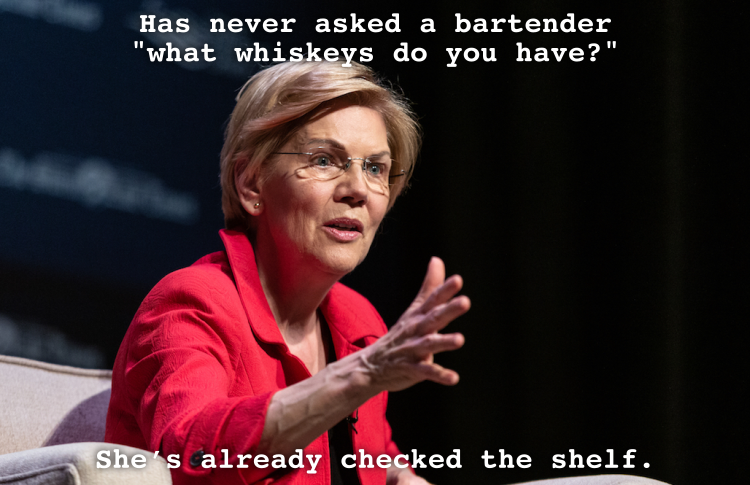 Has never asked a bartender
"what whiskeys do you have?"
She's already checked the shelf.